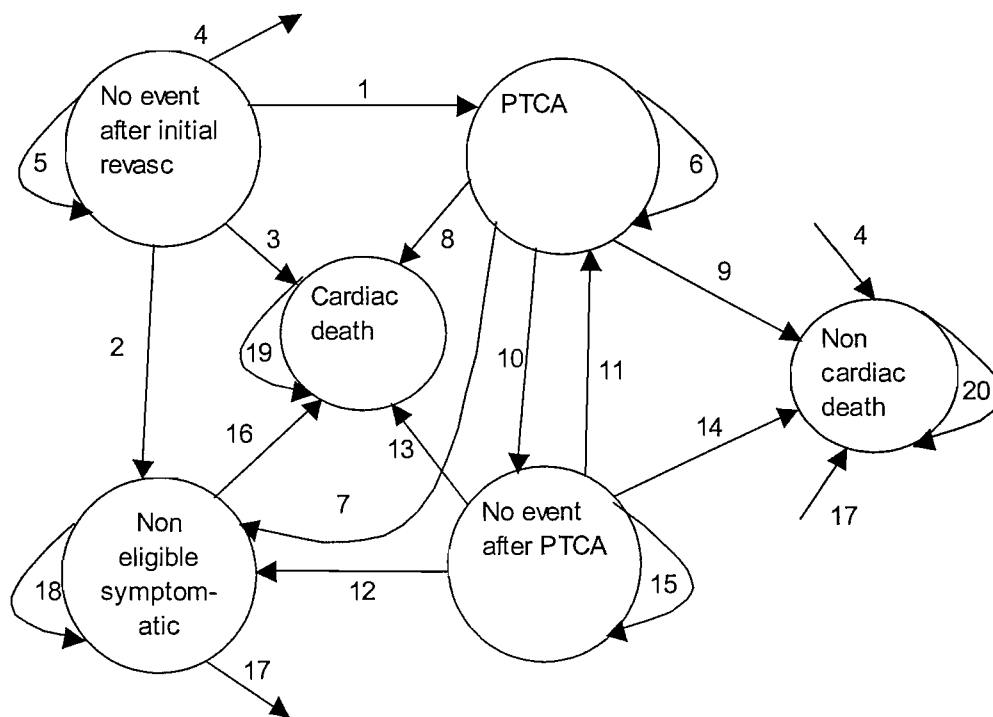 4
No event
after initial
revasc
1
PTCA
5
6
3
8
4
2
Cardiac
death
9
19
10
11
Non
cardiac
death
20
16
13
14
7
17
Non
eligible
symptom-
atic
No event
after PTCA
18
12
15
17